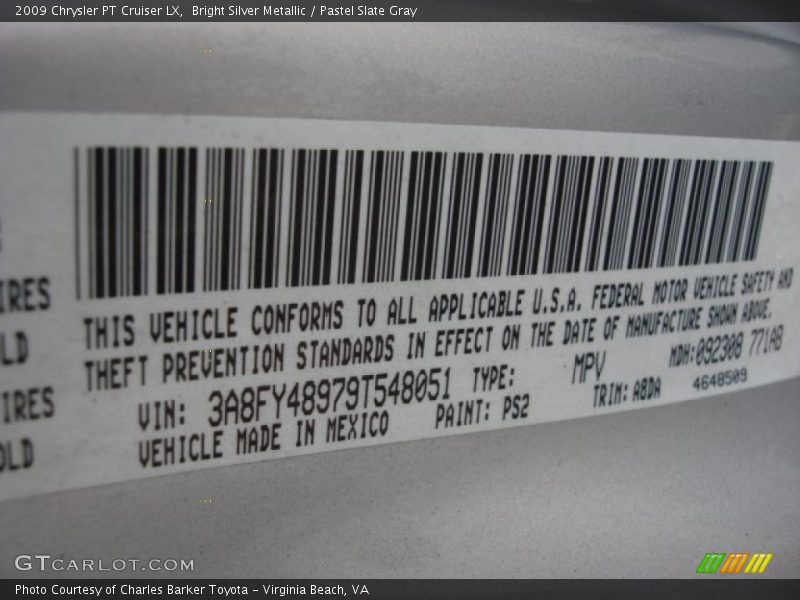 2009 Chrysler PT Cruiser LX,  Bright Silver Metallic / Pastel Slate Gray
IRES
LD
IRES
OLD
THIS VEHICLE CONFORMS TO ALL APPLICABLE U.S.A. FEDERAL MOTOR VEHICLE SAFETY AND
THEFT PREVENTION STANDARDS IN EFFECT ON THE DATE OF MANUFACTURE SHOWN ABOVE.
VIN: 3A8FY48979T548051 TYPE: MPV MDH:092308 771AB
VEHICLE MADE IN MEXICO PAINT: PS2 TRIM: A8DA 4648509
GTCARLOT.COM
Photo Courtesy of Charles Barker Toyota - Virginia Beach, VA